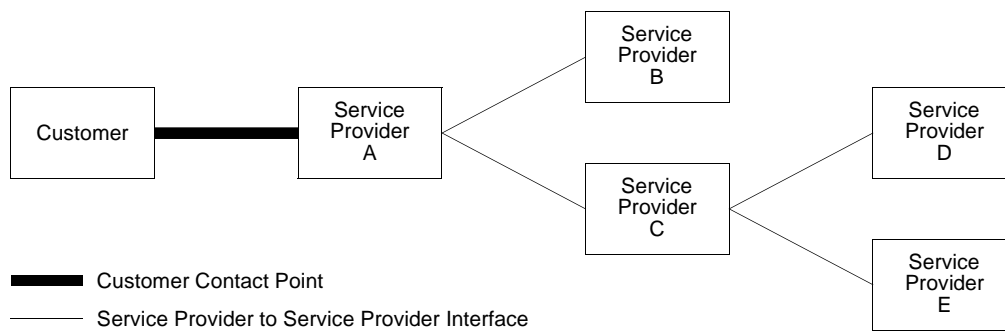 Customer
Service
Provider
A
Service
Provider
B
Service
Provider
C
Service
Provider
D
Service
Provider
E
Customer Contact Point
Service Provider to Service Provider Interface